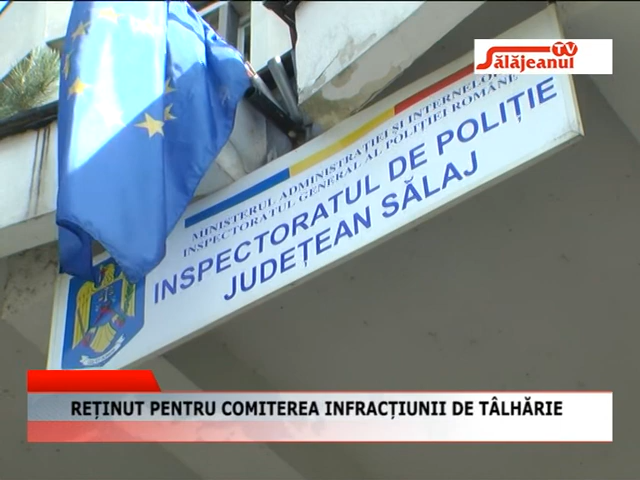 Sălăjeanul TV
MINISTERUL ADMINISTRAȚIEI ȘI INTERNELOR
INSPECTORATUL GENERAL AL POLIȚIEI ROMÂNE
INSPECTORATUL DE POLIȚIE
JUDEȚEAN SĂLAJ
REȚINUT PENTRU COMITEREA INFRACȚIUNII DE TÂLHĂRIE